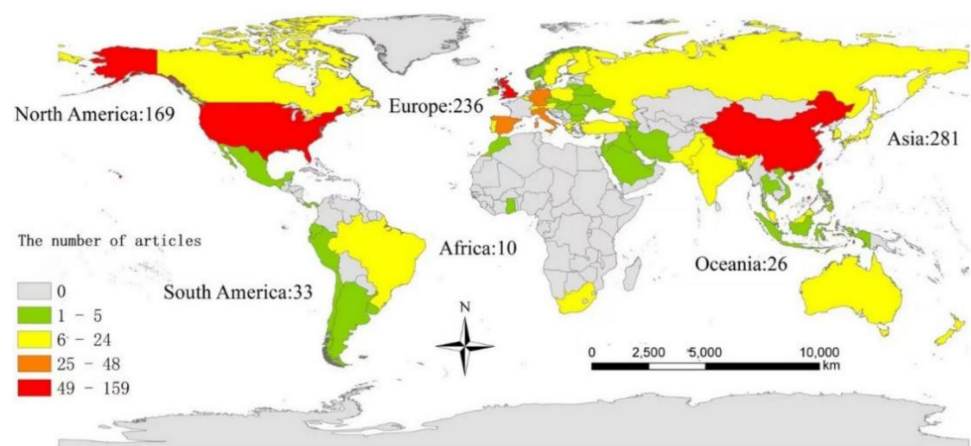 North America:169
Europe:236
Asia:281
Africa:10
Oceania:26
South America:33
The number of articles
0
1 - 5
6 - 24
25 - 48
49 - 159
N
0 2,500 5,000 10,000
km